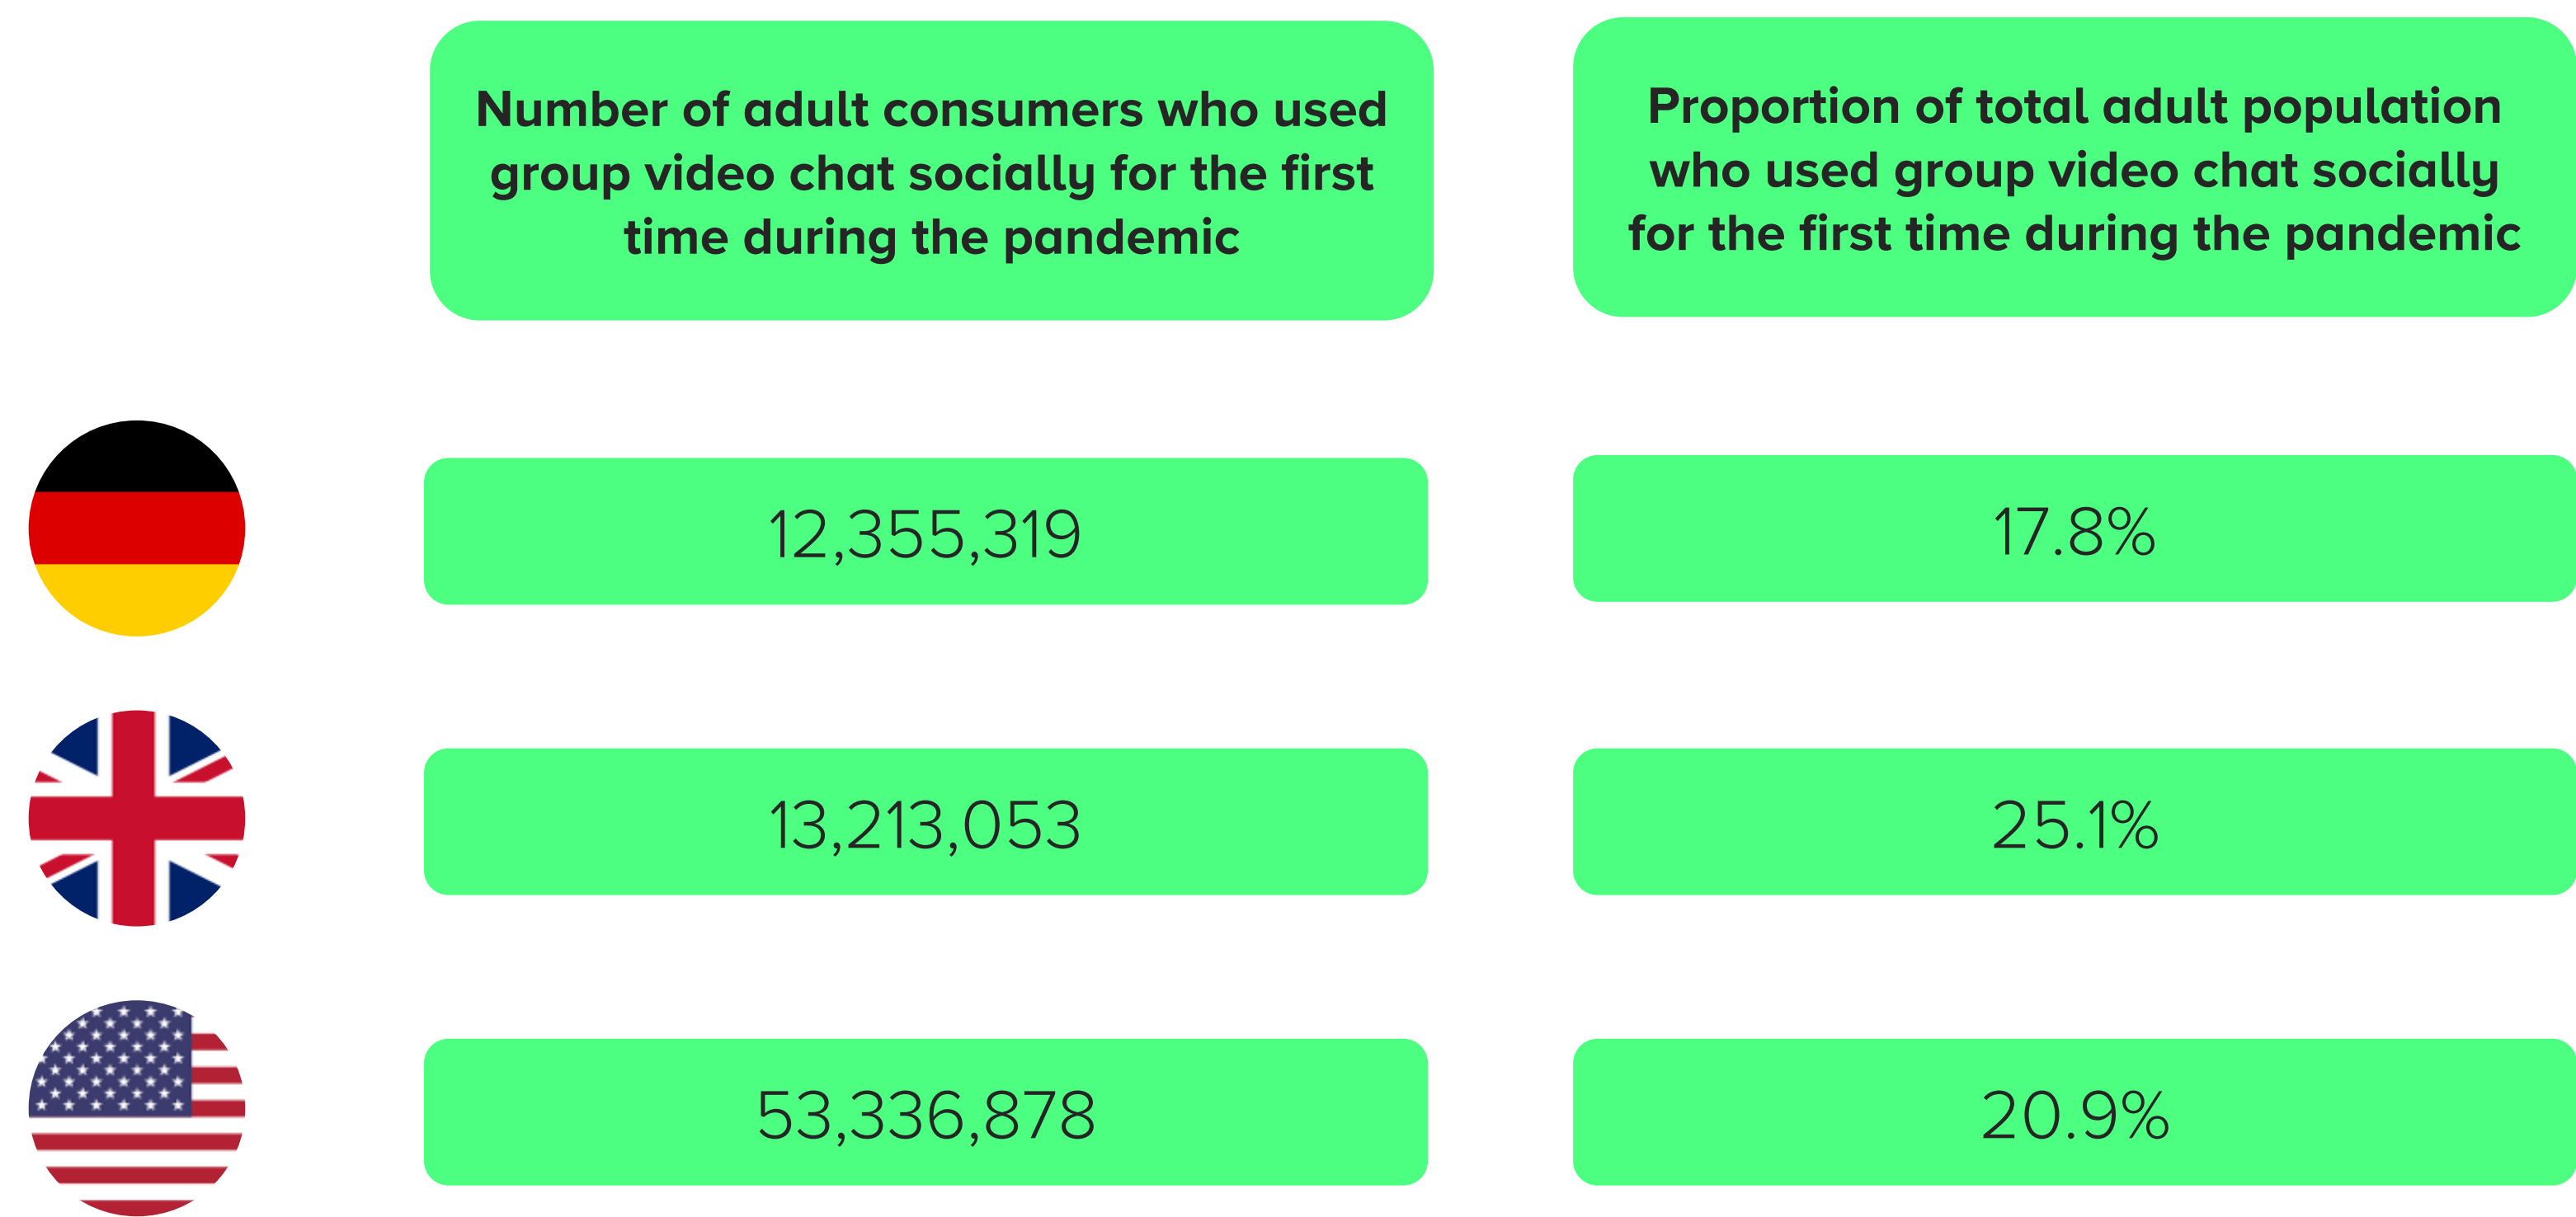 Number of adult consumers who used
group video chat socially for the first
time during the pandemic
Proportion of total adult population
who used group video chat socially
for the first time during the pandemic
12,355,319
17.8%
13,213,053
25.1%
53,336,878
20.9%